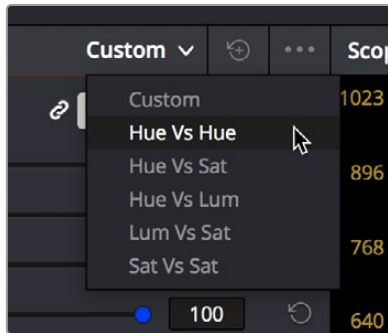 Custom
Scop
1023
Custom
Hue Vs Hue
896
Hue Vs Sat
Hue Vs Lum
Lum Vs Sat
768
Sat Vs Sat
100
640